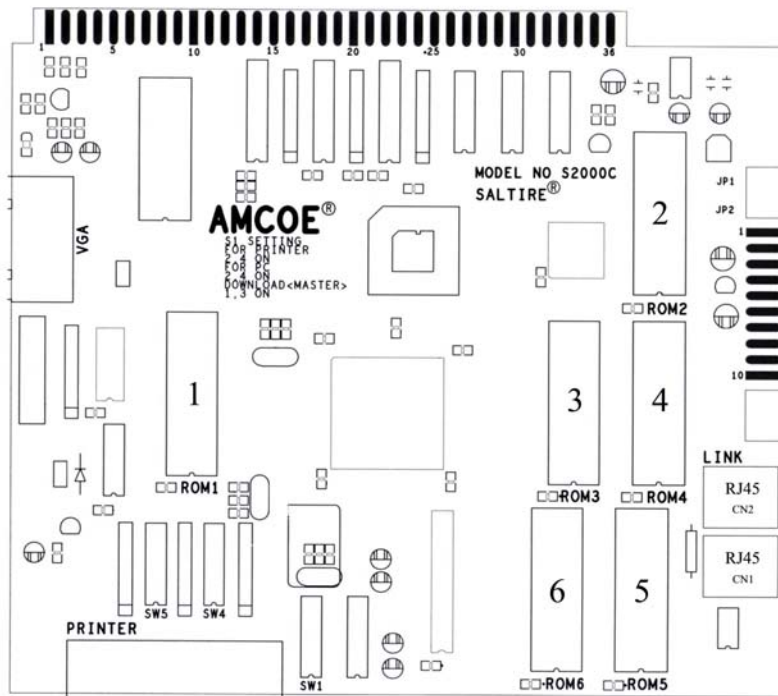 1 5 10 15 20 .25 30 36
MODEL NO S2000C
SALTIRE®
JP1
JP2
1
2
VGA
AMCOE®
S1 SETTING
FOR PRINTER
2,4 ON
FOR PC
2,4 ON
DOWNLOAD<MASTER>
1,3 ON
ROM2
10
1
3
4
LINK
RJ45
CN2
ROM1
ROM3
ROM4
RJ45
CN1
6
5
SW5
SW4
PRINTER
SW1
ROM6
ROM5